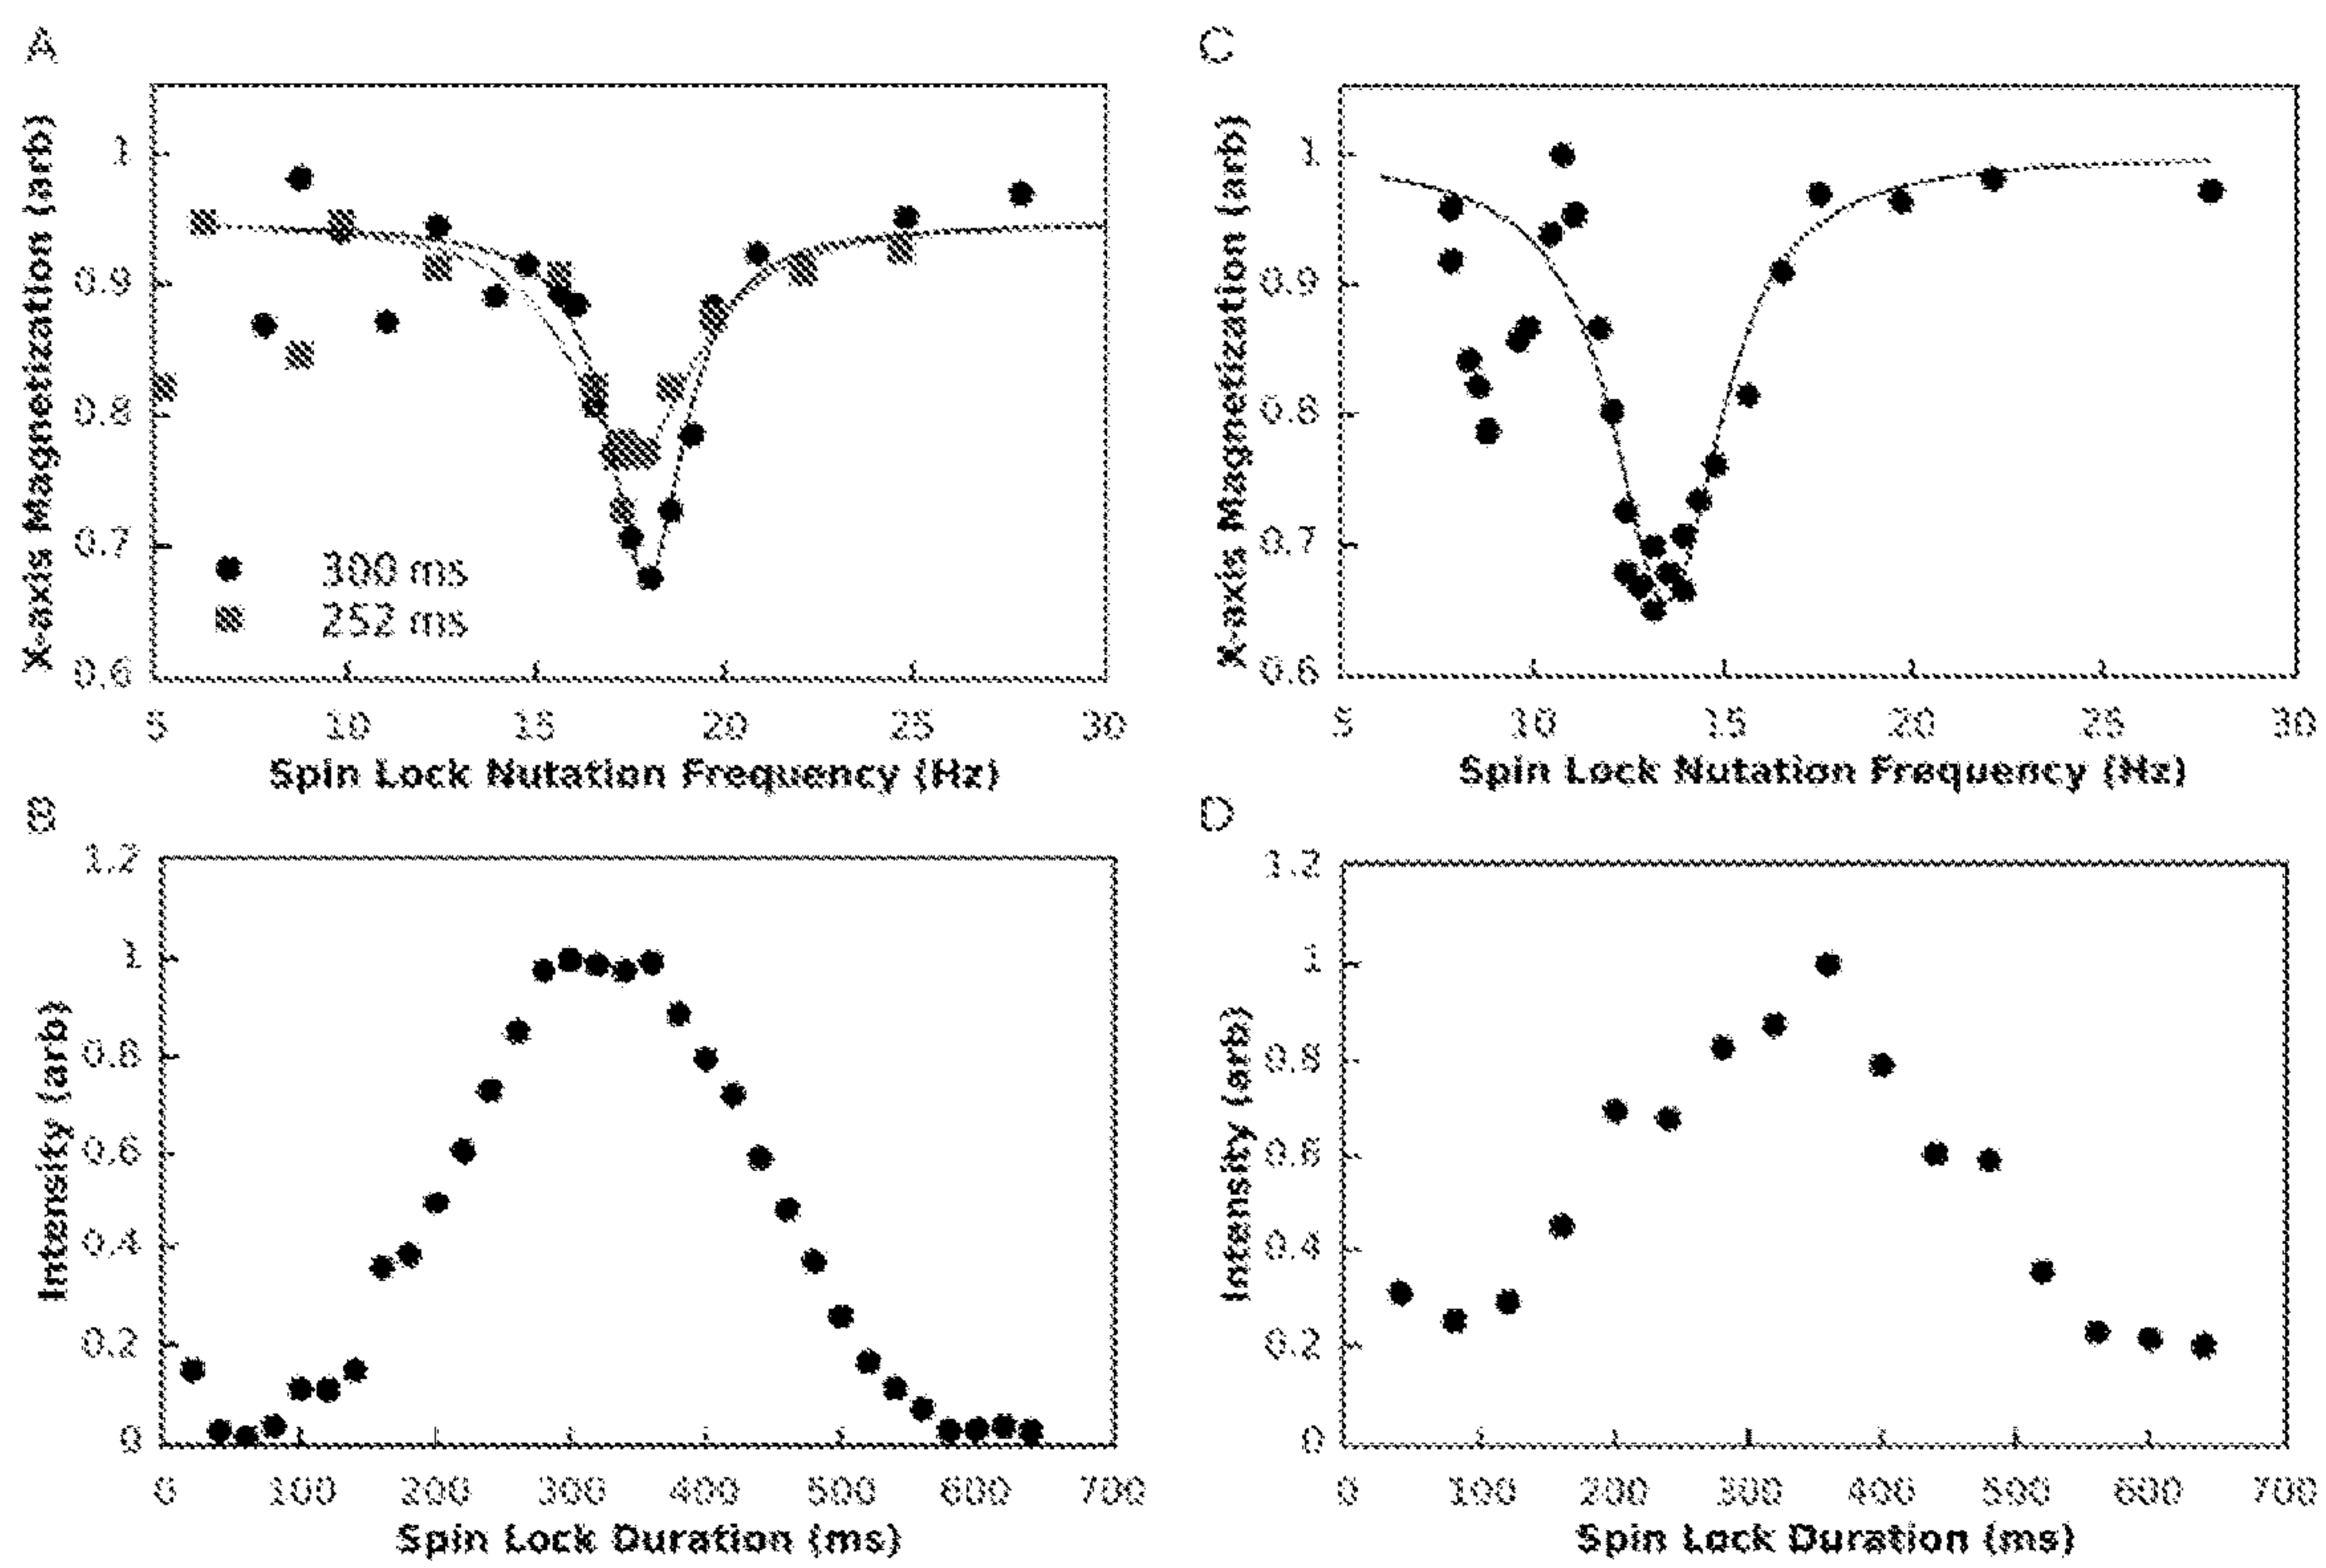 A
X-axis Magnetization (arb)
1
0.9
0.8
0.7
0.6
300 ms
252 ms
5 10 15 20 25 30
Spin Lock Nutation Frequency (Hz)
C
X-axis Magnetization (arb)
1
0.9
0.8
0.7
0.6
5 10 15 20 25 30
Spin Lock Nutation Frequency (Hz)
B
Intensity (arb)
1.2
1
0.8
0.6
0.4
0.2
0
0 100 200 300 400 500 600 700
Spin Lock Duration (ms)
D
Intensity (arb)
1.2
1
0.8
0.6
0.4
0.2
0
0 100 200 300 400 500 600 700
Spin Lock Duration (ms)